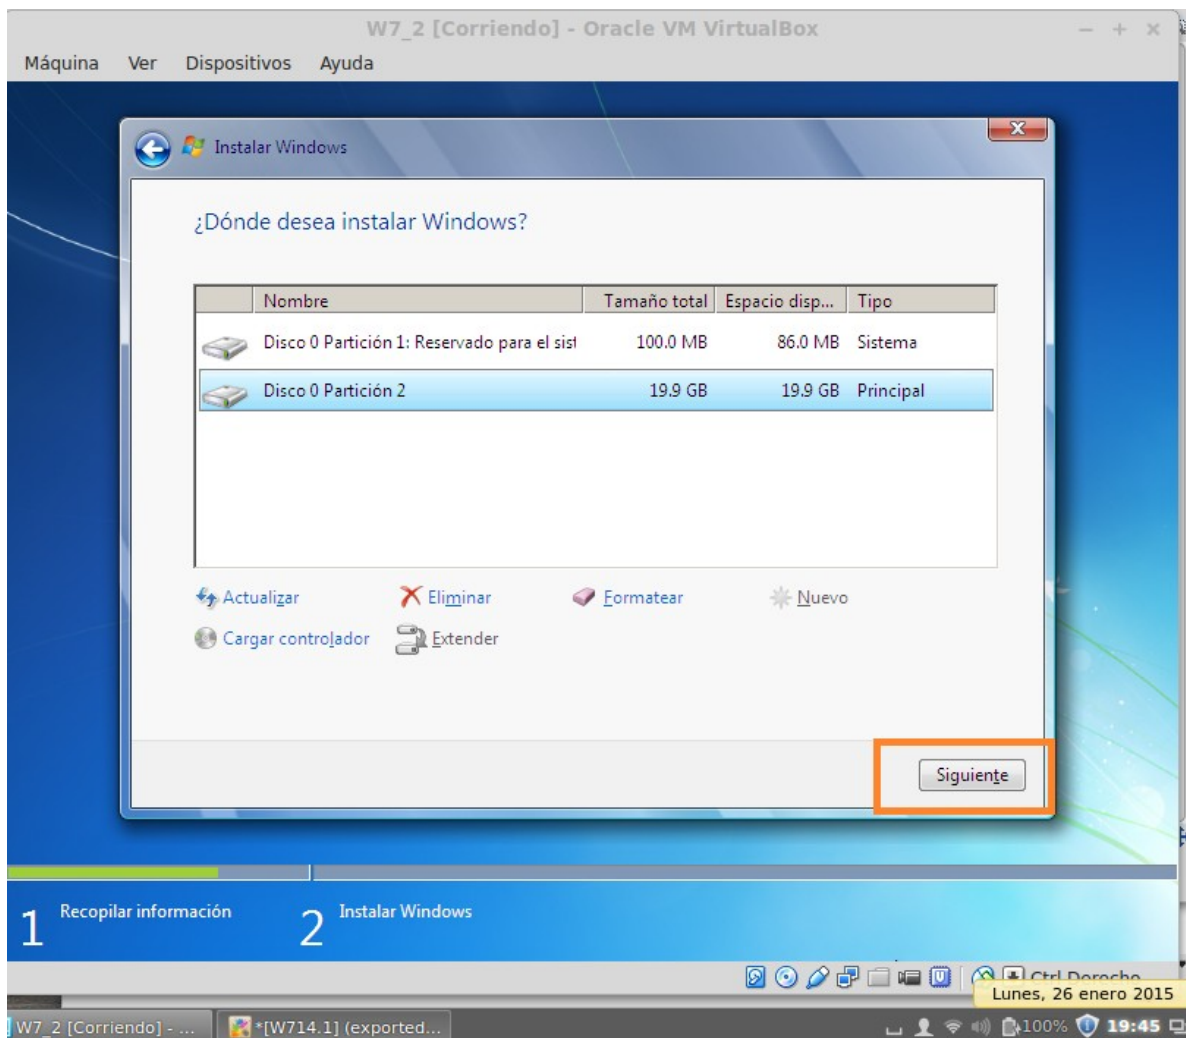 W7_2 [Corriendo] - Oracle VM VirtualBox
Máquina Ver Dispositivos Ayuda
Instalar Windows
¿Dónde desea instalar Windows?
Nombre Tamaño total Espacio disp... Tipo
Disco 0 Partición 1: Reservado para el sist 100.0 MB 86.0 MB Sistema
Disco 0 Partición 2 19.9 GB 19.9 GB Principal
Actualizar Eliminar Formatear Nuevo
Cargar controlador Extender
Siguiente
1 Recopilar información 2 Instalar Windows
Ctrl Derecho
Lunes, 26 enero 2015
W7_2 [Corriendo] - ... *[W714.1] (exported... 100% 19:45